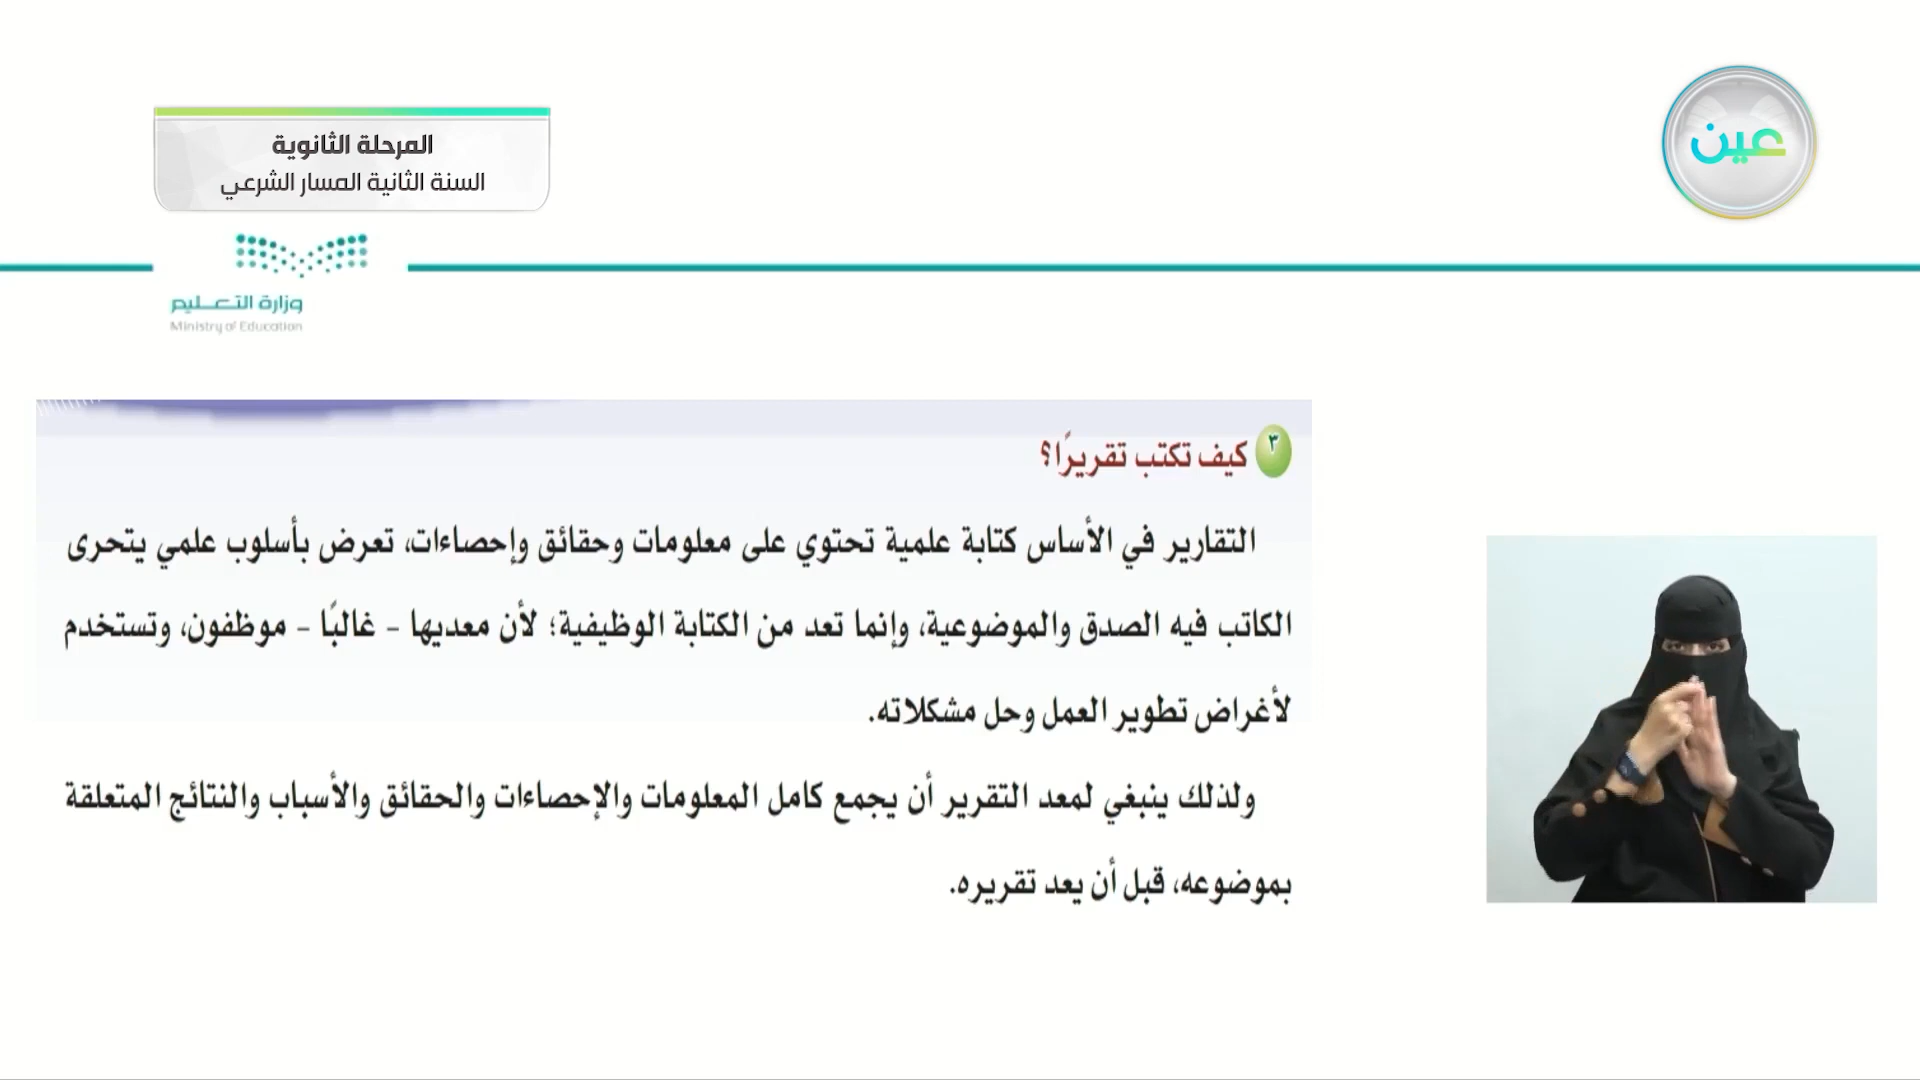 المرحلة الثانوية
السنة الثانية المسار الشرعي
عين
وزارة التعـــليم
Ministry of Education
٣ كيف تكتب تقريرًا؟
التقارير في الأساس كتابة علمية تحتوي على معلومات وحقائق وإحصاءات، تعرض بأسلوب علمي يتحرى
الكاتب فيه الصدق والموضوعية، وإنما تعد من الكتابة الوظيفية؛ لأن معديها – غالبًا – موظفون، وتستخدم
لأغراض تطوير العمل وحل مشكلاته.
ولذلك ينبغي لمعد التقرير أن يجمع كامل المعلومات والإحصاءات والحقائق والأسباب والنتائج المتعلقة
بموضوعه، قبل أن يعد تقريره.